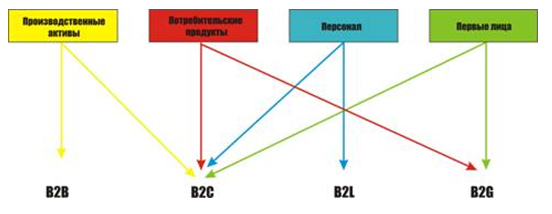 Производственные
активы
Потребительские
продукты
Персонал
Первые лица
B2B
B2C
B2L
B2G